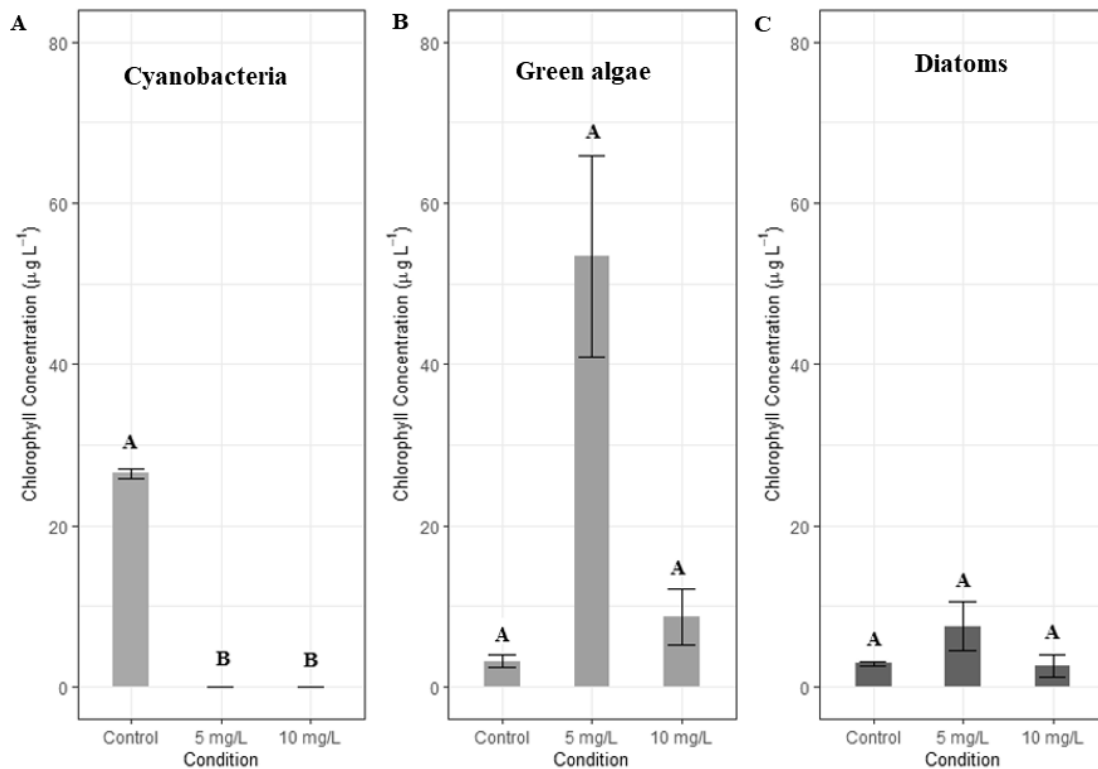 A
Cyanobacteria
Chlorophyll Concentration (μg L⁻¹)
80
60
40
20
0
A
B
B
Control 5 mg/L 10 mg/L
Condition
B
Green algae
Chlorophyll Concentration (μg L⁻¹)
80
60
40
20
0
A
A
A
Control 5 mg/L 10 mg/L
Condition
C
Diatoms
Chlorophyll Concentration (μg L⁻¹)
80
60
40
20
0
A
A
A
Control 5 mg/L 10 mg/L
Condition